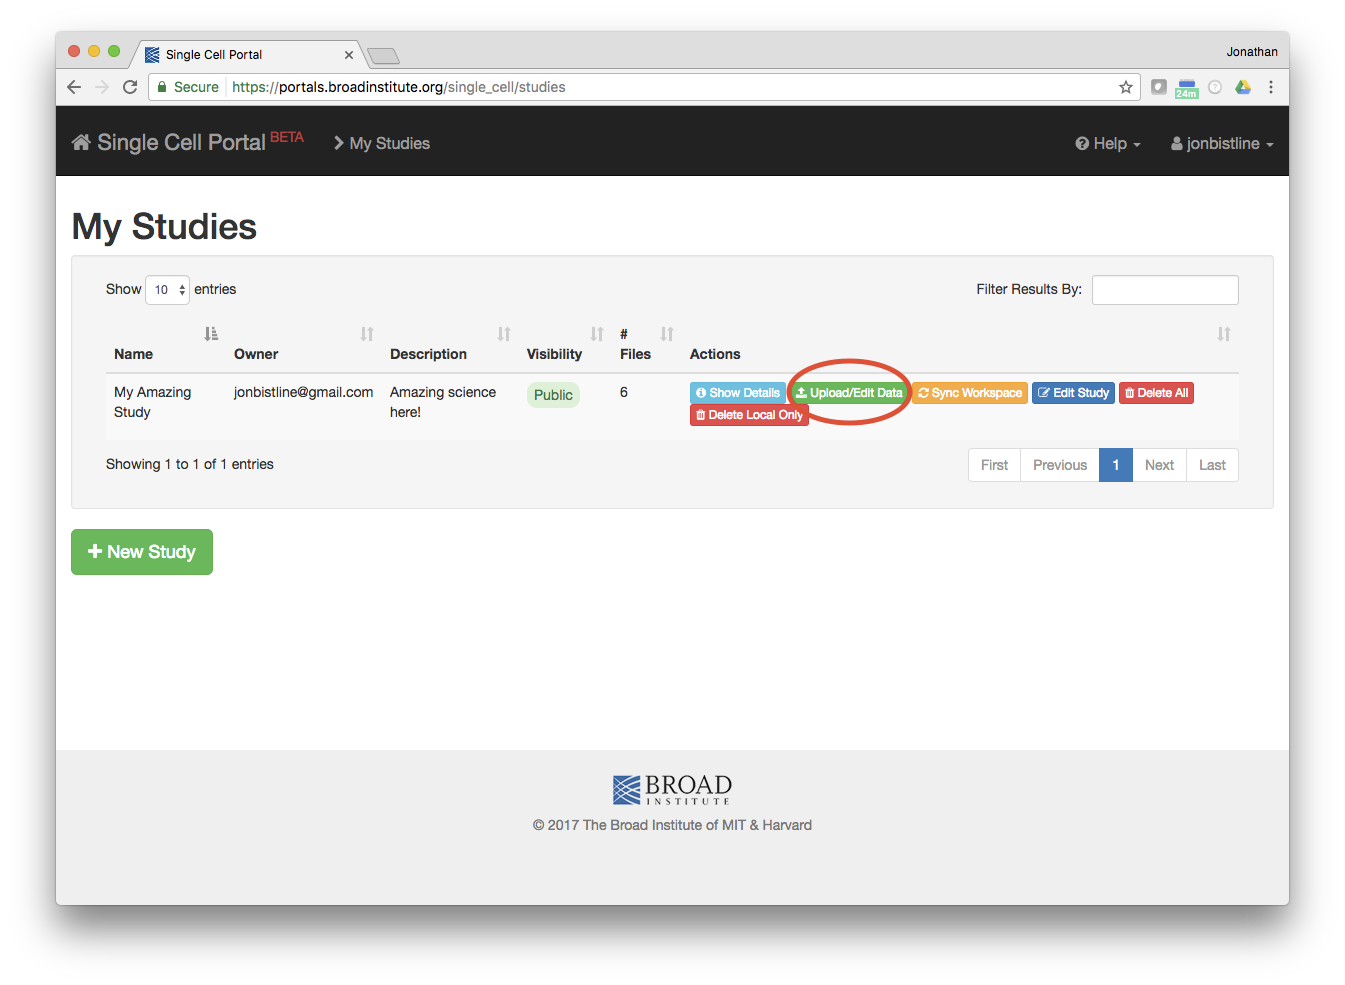 Single Cell Portal
Jonathan
Secure https://portals.broadinstitute.org/single_cell/studies
24m
Single Cell Portal BETA
My Studies
Help
jonbistline
My Studies
Show 10 entries
Filter Results By:
Name Owner Description Visibility # Files Actions
My Amazing Study
jonbistline@gmail.com
Amazing science here!
Public
6
Show Details Upload/Edit Data Sync Workspace Edit Study Delete All
Delete Local Only
Showing 1 to 1 of 1 entries
First Previous 1 Next Last
New Study
BROAD
INSTITUTE
© 2017 The Broad Institute of MIT & Harvard